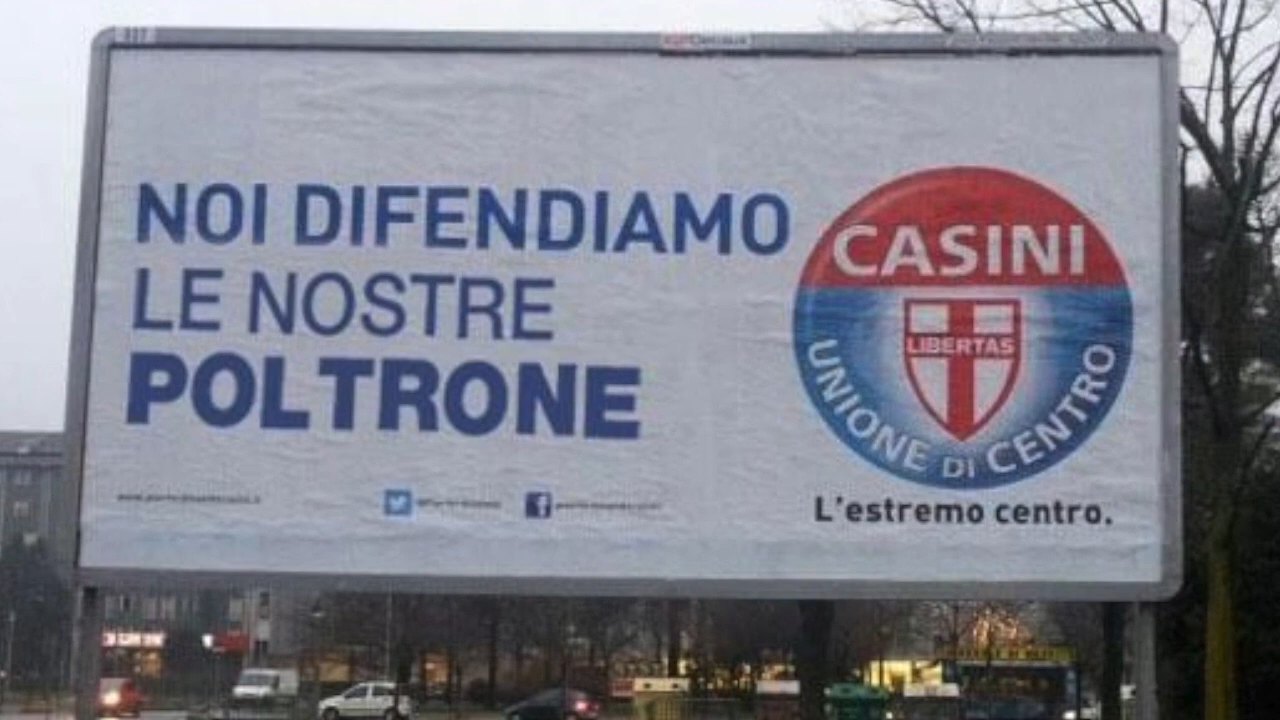 NOI DIFENDIAMO
LE NOSTRE
POLTRONE
CASINI
LIBERTAS
UNIONE DI CENTRO
L'estremo centro.